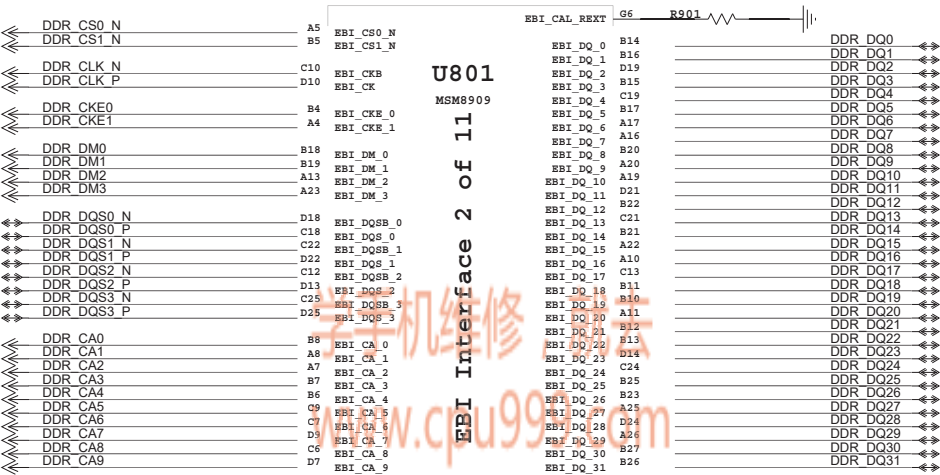 EBI_CAL_REXT G6 R901
DDR_CS0_N A5 EBI_CS0_N
DDR_CS1_N B5 EBI_CS1_N
DDR_CLK_N C10 EBI_CKB
DDR_CLK_P D10 EBI_CK
DDR_CKE0 B4 EBI_CKE_0
DDR_CKE1 A4 EBI_CKE_1
DDR_DM0 B18 EBI_DM_0
DDR_DM1 B19 EBI_DM_1
DDR_DM2 A13 EBI_DM_2
DDR_DM3 A23 EBI_DM_3
DDR_DQS0_N D18 EBI_DQSB_0
DDR_DQS0_P C18 EBI_DQS_0
DDR_DQS1_N C22 EBI_DQSB_1
DDR_DQS1_P D22 EBI_DQS_1
DDR_DQS2_N C12 EBI_DQSB_2
DDR_DQS2_P D13 EBI_DQS_2
DDR_DQS3_N C25 EBI_DQSB_3
DDR_DQS3_P D25 EBI_DQS_3
DDR_CA0 B8 EBI_CA_0
DDR_CA1 A8 EBI_CA_1
DDR_CA2 A7 EBI_CA_2
DDR_CA3 B7 EBI_CA_3
DDR_CA4 B6 EBI_CA_4
DDR_CA5 C9 EBI_CA_5
DDR_CA6 C7 EBI_CA_6
DDR_CA7 D9 EBI_CA_7
DDR_CA8 C6 EBI_CA_8
DDR_CA9 D7 EBI_CA_9
U801
MSM8909
EBI Interface 2 of 11
EBI_DQ_0 B14 DDR_DQ0
EBI_DQ_1 B16 DDR_DQ1
EBI_DQ_2 D19 DDR_DQ2
EBI_DQ_3 B15 DDR_DQ3
EBI_DQ_4 C19 DDR_DQ4
EBI_DQ_5 B17 DDR_DQ5
EBI_DQ_6 A17 DDR_DQ6
EBI_DQ_7 A16 DDR_DQ7
EBI_DQ_8 B20 DDR_DQ8
EBI_DQ_9 A20 DDR_DQ9
EBI_DQ_10 A19 DDR_DQ10
EBI_DQ_11 D21 DDR_DQ11
EBI_DQ_12 B22 DDR_DQ12
EBI_DQ_13 C21 DDR_DQ13
EBI_DQ_14 B21 DDR_DQ14
EBI_DQ_15 A22 DDR_DQ15
EBI_DQ_16 A10 DDR_DQ16
EBI_DQ_17 C13 DDR_DQ17
EBI_DQ_18 B11 DDR_DQ18
EBI_DQ_19 B10 DDR_DQ19
EBI_DQ_20 A11 DDR_DQ20
EBI_DQ_21 B12 DDR_DQ21
EBI_DQ_22 B13 DDR_DQ22
EBI_DQ_23 D14 DDR_DQ23
EBI_DQ_24 C24 DDR_DQ24
EBI_DQ_25 B25 DDR_DQ25
EBI_DQ_26 B23 DDR_DQ26
EBI_DQ_27 A25 DDR_DQ27
EBI_DQ_28 D24 DDR_DQ28
EBI_DQ_29 A26 DDR_DQ29
EBI_DQ_30 B27 DDR_DQ30
EBI_DQ_31 B26 DDR_DQ31
学手机维修，就去
www.cpu999.com